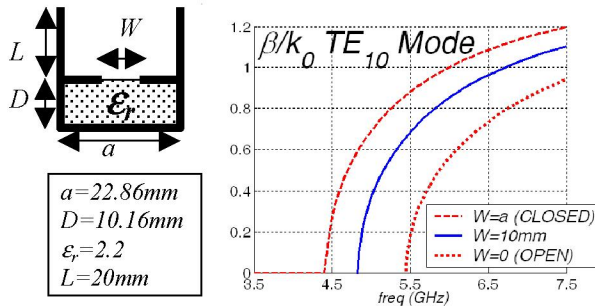 L
W
D
εr
a
a=22.86mm
D=10.16mm
εr=2.2
L=20mm
β/k0 TE10 Mode
1.2
1
0.8
0.6
0.4
0.2
0
3.5 4.5 5.5 6.5 7.5
freq (GHz)
W=a (CLOSED)
W=10mm
W=0 (OPEN)